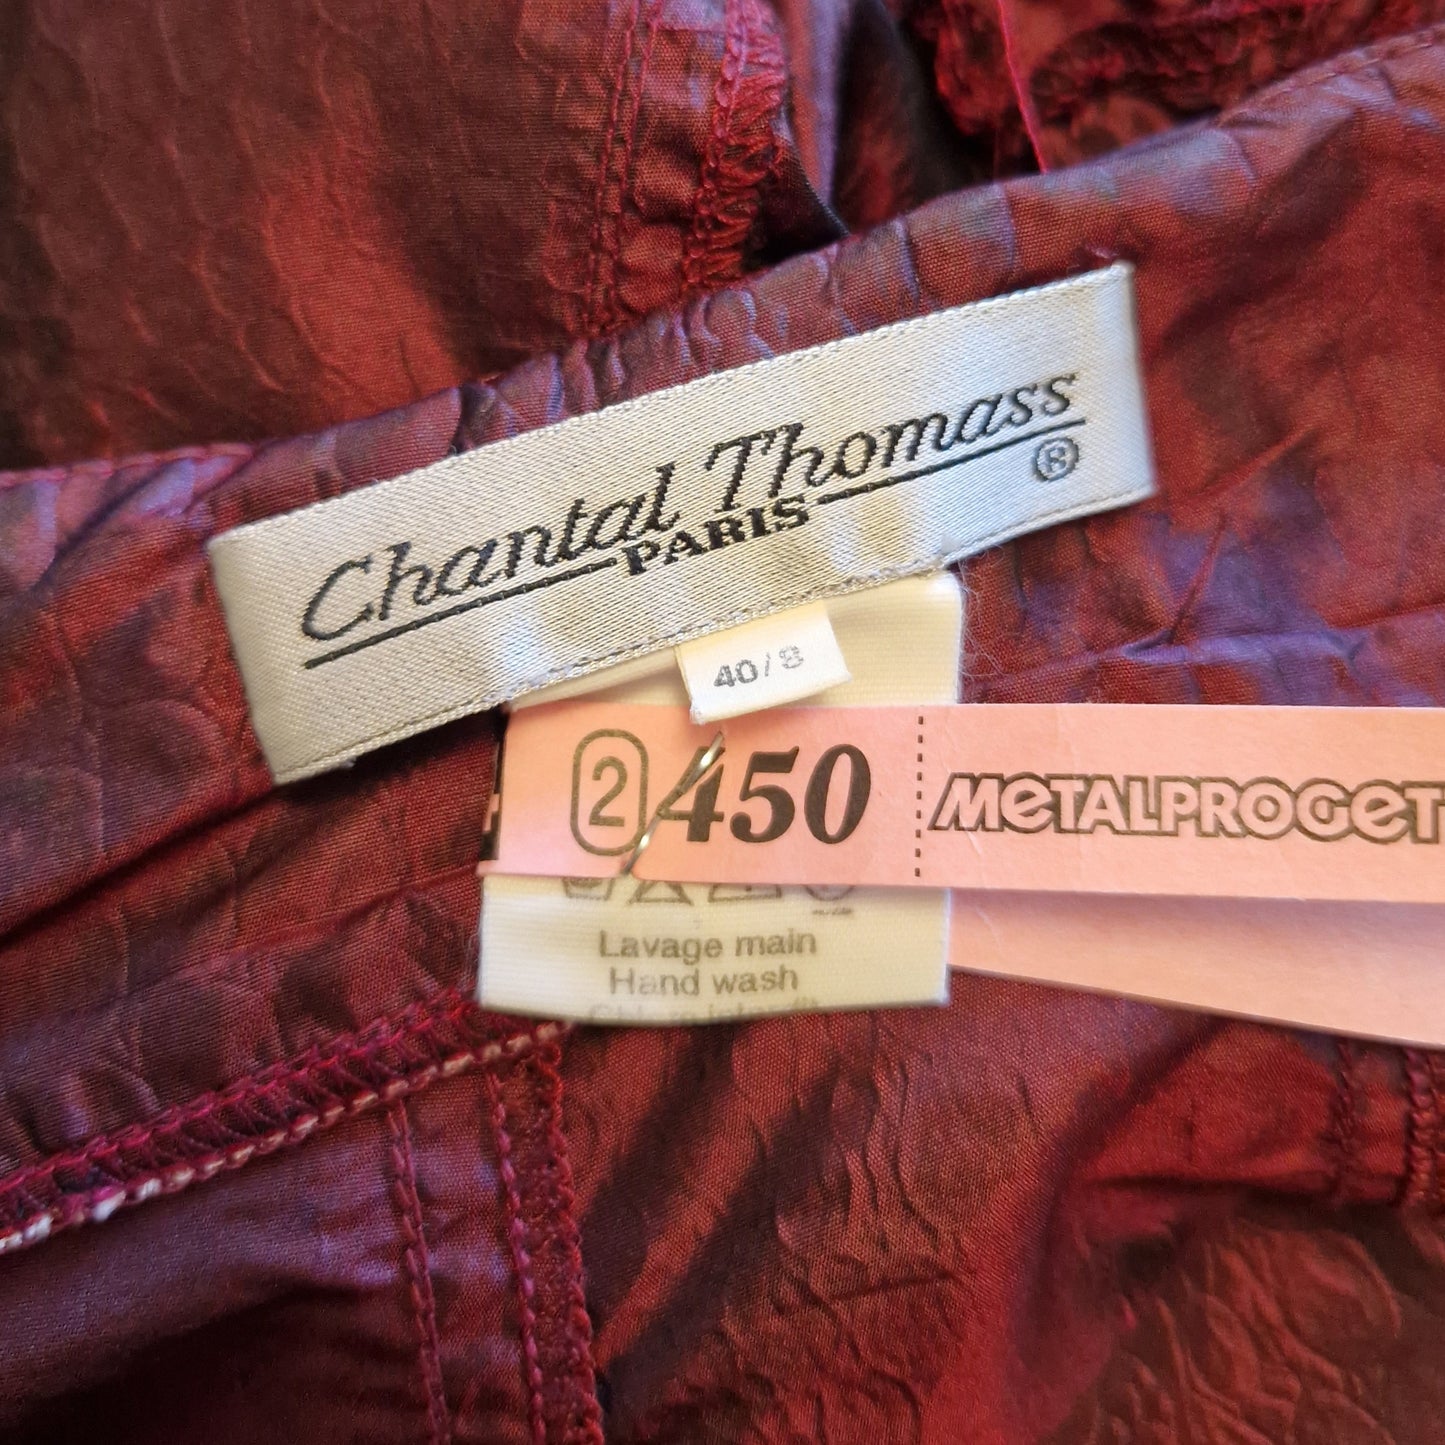 Chantal Thomass
PARIS
®
40/8
2 450
METALPROGET
Lavage main
Hand wash